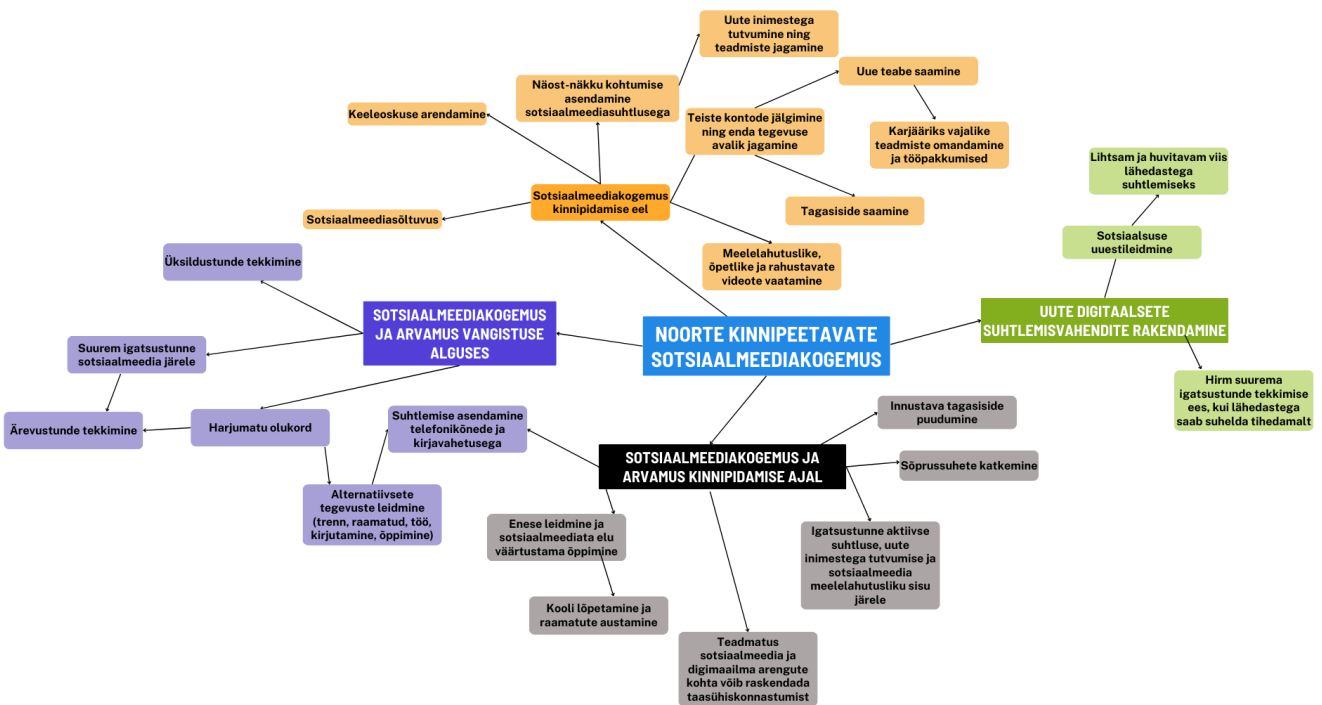 Uute inimestega
tutvumine ning
teadmiste jagamine
Näost-näkku kohtumise
asendamine
sotsiaalmeediasuhtlusega
Uue teabe saamine
Keeleoskuse arendamine
Teiste kontode jälgimine
ning enda tegevuse
avalik jagamine
Karjääriks vajalike
teadmiste omandamine
ja tööpakkumised
Lihtsam ja huvitavam viis
lähedastega
suhtlemiseks
Sotsiaalmeediakogemus
kinnipidamise eel
Sotsiaalmeediasõltuvus
Tagasiside saamine
Sotsiaalsuse
uuestileidmine
Meelelahutuslike,
õpetlike ja rahustavate
videote vaatamine
Üksildustunde tekkimine
SOTSIAALMEEDIAKOGEMUS
JA ARVAMUS VANGISTUSE
ALGUSES
NOORTE KINNIPEETAVATE
SOTSIAALMEEDIAKOGEMUS
UUTE DIGITAALSETE
SUHTLEMISVAHENDITE RAKENDAMINE
Suurem igatsustunne
sotsiaalmeedia järele
Hirm suurema
igatsustunde tekkimise
ees, kui lähedastega
saab suhelda tihedamalt
Ärevustunde tekkimine
Harjumatu olukord
Suhtlemise asendamine
telefonikõnede ja
kirjavahetusega
Innustava tagasiside
puudumine
SOTSIAALMEEDIAKOGEMUS JA
ARVAMUS KINNIPIDAMISE AJAL
Sõprussuhete katkemine
Alternatiivsete
tegevuste leidmine
(trenn, raamatud, töö,
kirjutamine, õppimine)
Enese leidmine ja
sotsiaalmeediata elu
väärtustama õppimine
Igatsustunne aktiivse
suhtluse, uute
inimestega tutvumise ja
sotsiaalmeedia
meelelahutusliku sisu
järele
Kooli lõpetamine ja
raamatute austamine
Teadmatus
sotsiaalmeedia ja
digimaailma arengute
kohta võib raskendada
taasühiskonnastumist